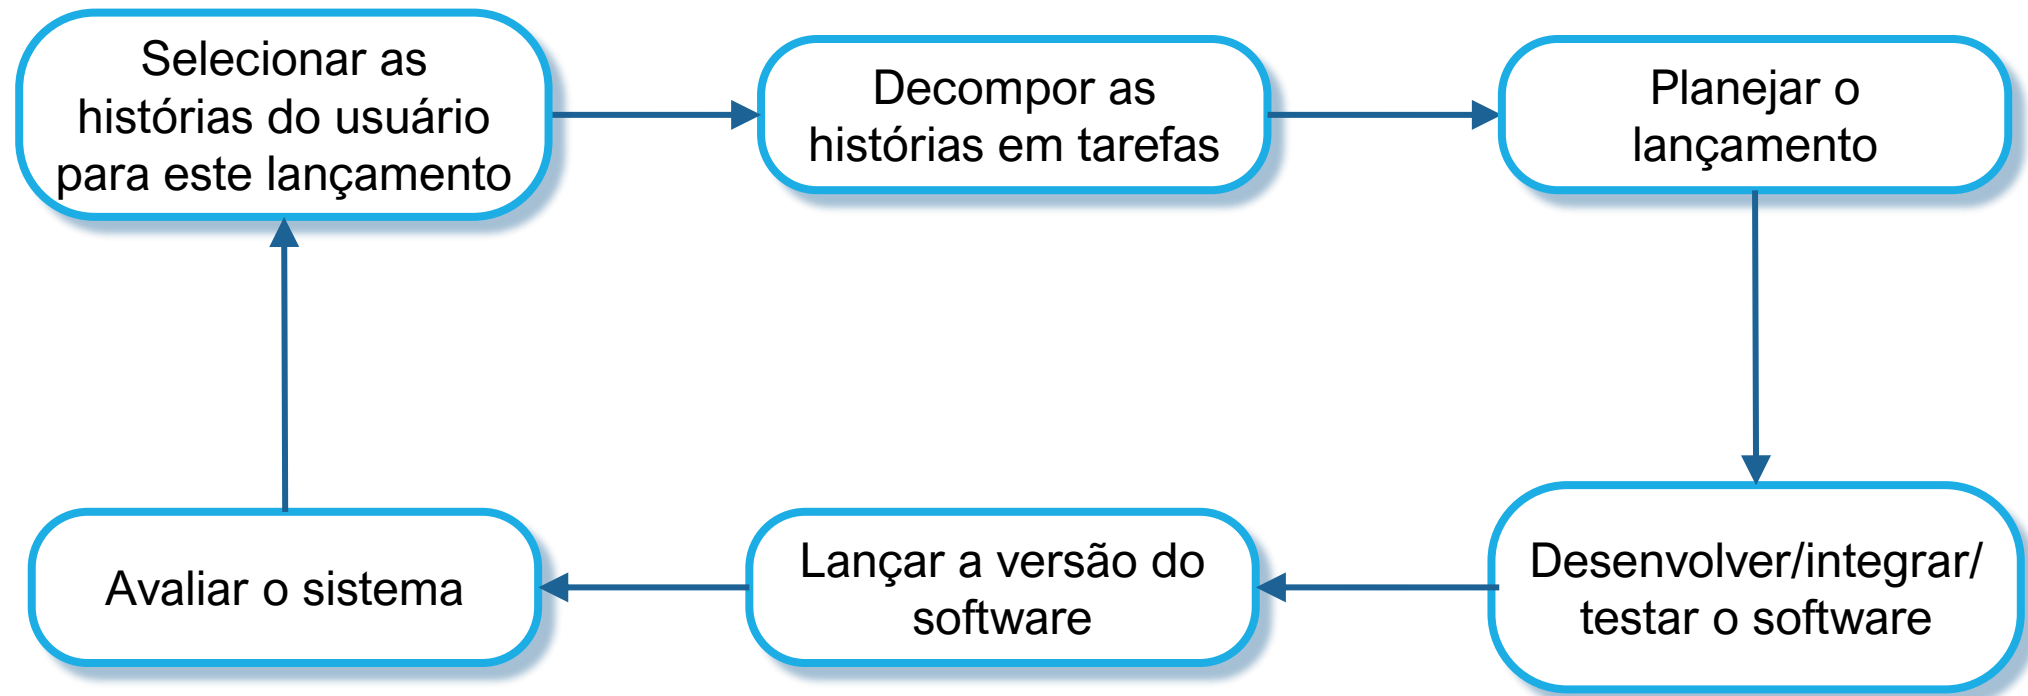 Selecionar as
histórias do usuário
para este lançamento
Decompor as
histórias em tarefas
Planejar o
lançamento
Avaliar o sistema
Lançar a versão do
software
Desenvolver/integrar/
testar o software